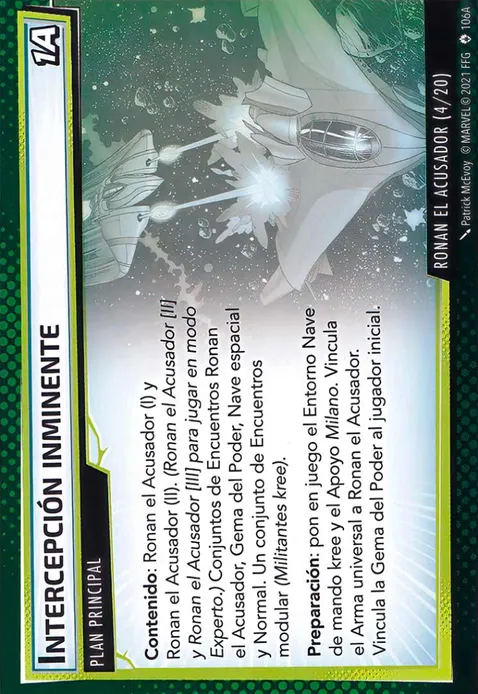 INTERCEPCIÓN INMINENTE
1A
PLAN PRINCIPAL
Contenido: Ronan el Acusador (I) y
Ronan el Acusador (II). (Ronan el Acusador [II]
y Ronan el Acusador [III] para jugar en modo
Experto.) Conjuntos de Encuentros Ronan
el Acusador, Gema del Poder, Nave espacial
y Normal. Un conjunto de Encuentros
modular (Militantes kree).
Preparación: pon en juego el Entorno Nave
de mando kree y el Apoyo Milano. Vincula
el Arma universal a Ronan el Acusador.
Vincula la Gema del Poder al jugador inicial.
RONAN EL ACUSADOR (4/20)
Patrick McEvoy © MARVEL © 2021 FFG 106A